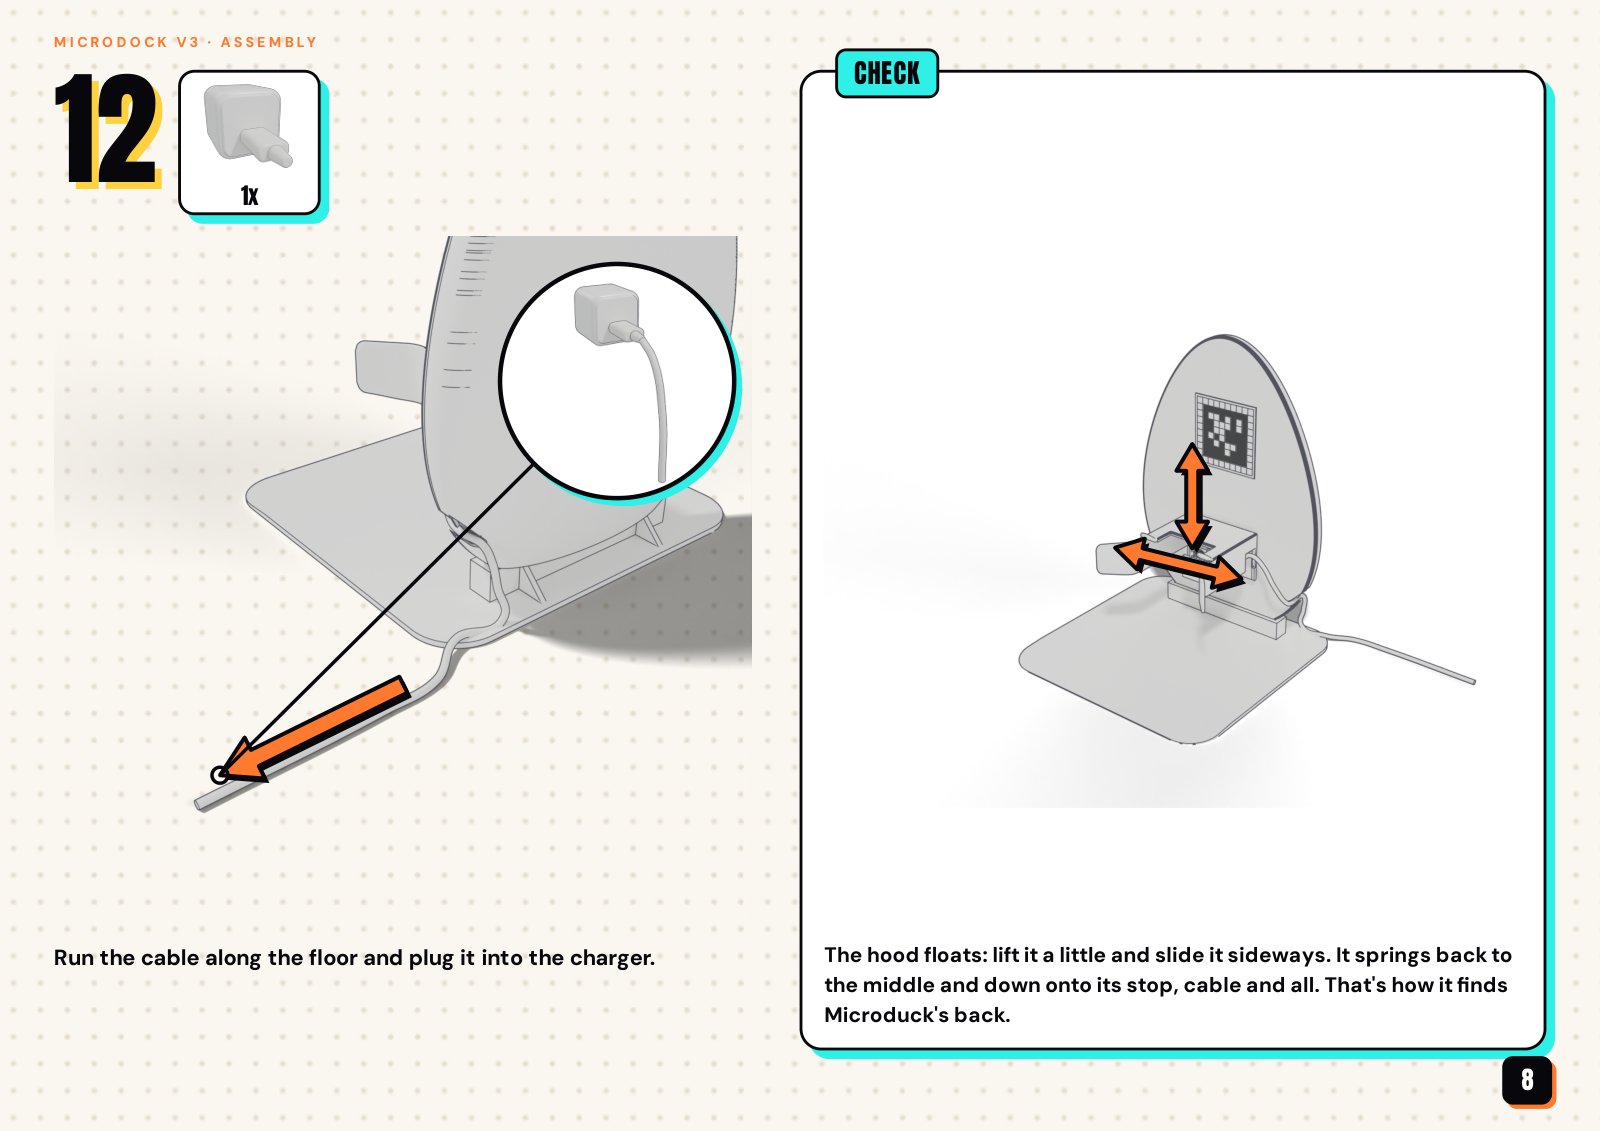 MICRODOCK V3 · ASSEMBLY
12
1x
Run the cable along the floor and plug it into the charger.
CHECK
The hood floats: lift it a little and slide it sideways. It springs back to
the middle and down onto its stop, cable and all. That's how it finds
Microduck's back.
8